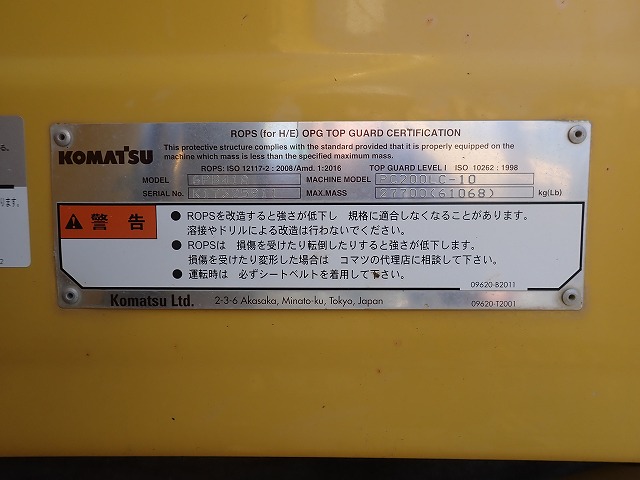 ROPS (for H/E) OPG TOP GUARD CERTIFICATION
KOMATSU
This protective structure complies with the standard provided that it is properly equipped on the
machine which mass is less than the specified maximum mass.
ROPS: ISO 12117-2 : 2008/Amd. 1:2016 TOP GUARD LEVEL I ISO 10262 : 1998
MODEL MACHINE MODEL PC200LC-10
SERIAL No. MAX.MASS 27700(61068) kg(Lb)
警告
● ROPSを改造すると強さが低下し 規格に適合しなくなることがあります。
溶接やドリルによる改造は行わないでください。
● ROPSは 損傷を受けたり転倒したりすると強さが低下します。
損傷を受けたり変形した場合は コマツの代理店に相談して下さい。
● 運転時は 必ずシートベルトを着用して下さい。
09620-B2011
Komatsu Ltd. 2-3-6 Akasaka, Minato-ku, Tokyo, Japan
09620-T2001
ります。